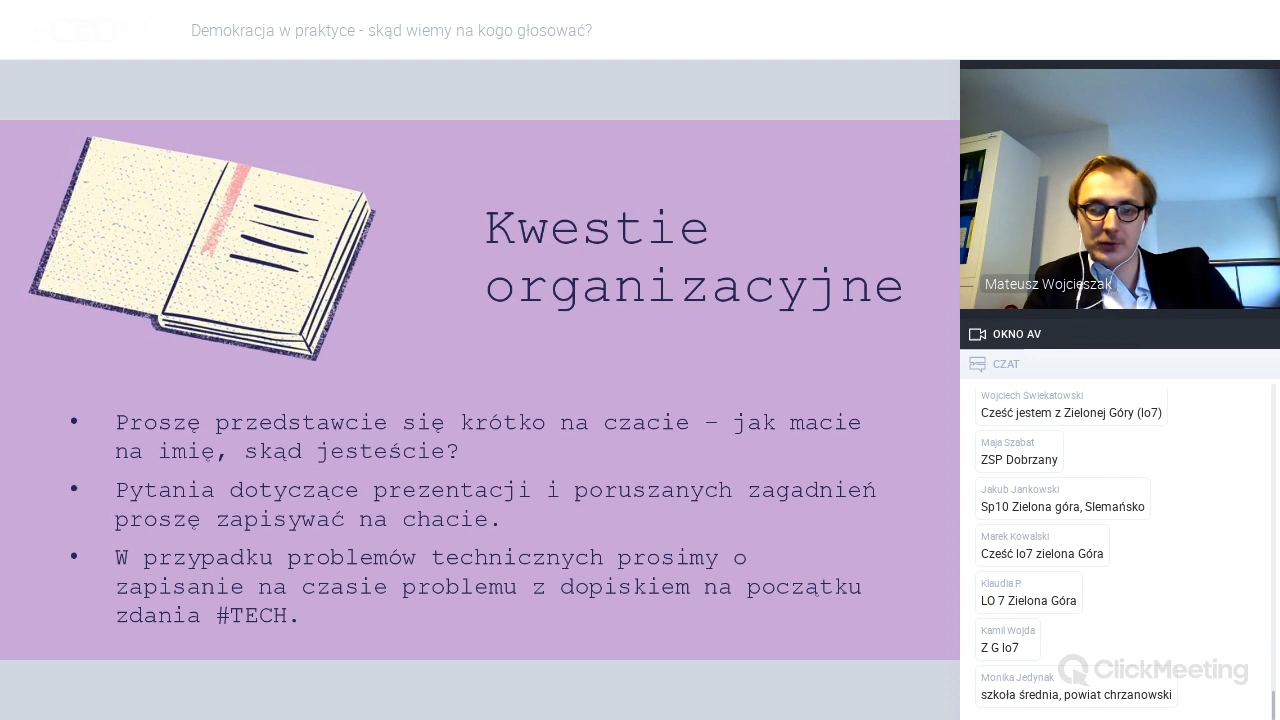 Demokracja w praktyce - skąd wiemy na kogo głosować?
Kwestie
organizacyjne
• Proszę przedstawcie się krótko na czacie – jak macie
na imię, skąd jesteście?
• Pytania dotyczące prezentacji i poruszanych zagadnień
proszę zapisywać na chacie.
• W przypadku problemów technicznych prosimy o
zapisanie na czasie problemu z dopiskiem na początku
zdania #TECH.
Mateusz Wojcieszak
OKNO AV
CZAT
Wojciech Świekatowski
Cześć jestem z Zielonej Góry (lo7)
Maja Szabat
ZSP Dobrzany
Jakub Jankowski
Sp10 Zielona góra, Slemańsko
Marek Kowalski
Cześć lo7 zielona Góra
Klaudia P.
LO 7 Zielona Góra
Kamil Wojda
Z G lo7
Monika Jedynak
szkoła średnia, powiat chrzanowski
ClickMeeting